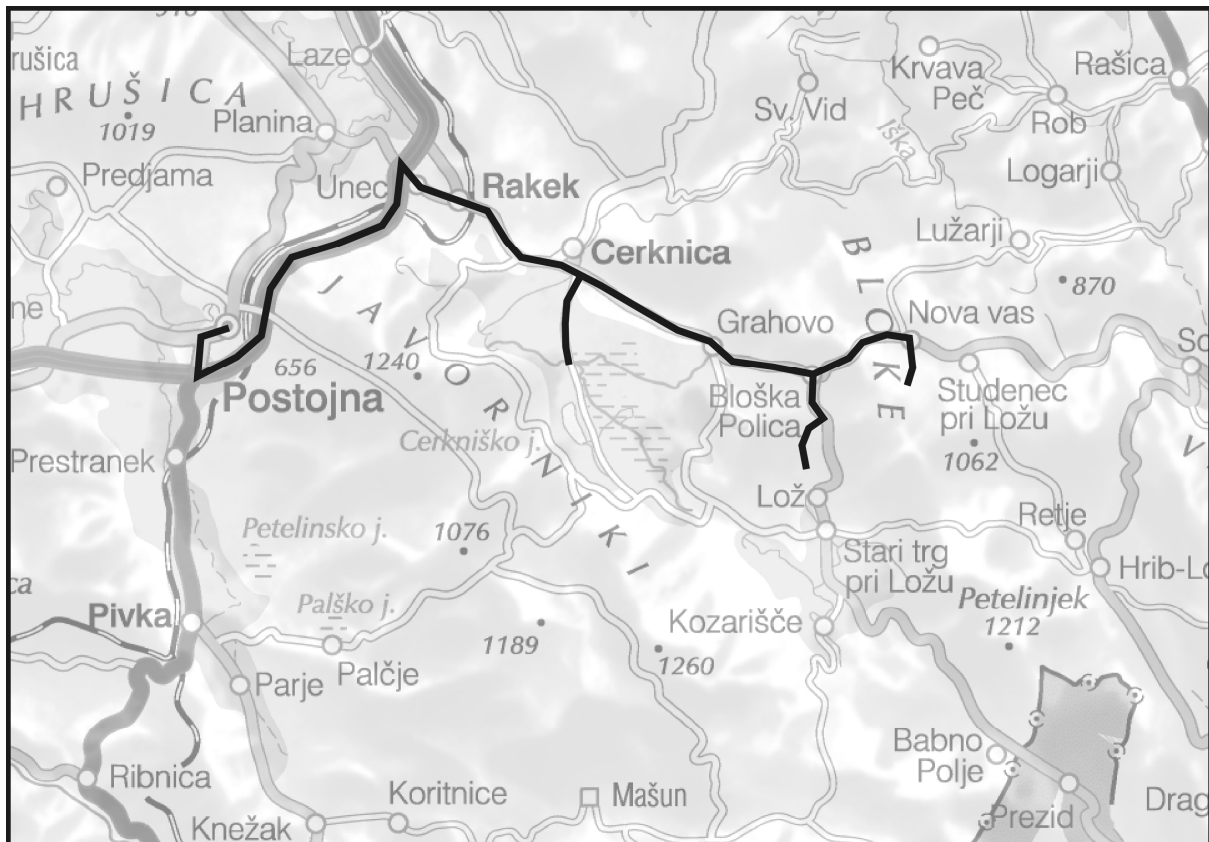 Laze
rušica
HRUŠICA
1019
Planina
Krvava
Peč
Rašica
Sv. Vid
Iška
Rob
Predjama
Unec
Rakek
Logarji
Cerknica
BLOKE
Lužarji
870
JAVORNIKI
ne
Grahovo
Nova vas
656
1240
Postojna
Bloška
Polica
Studenec
pri Ložu
1062
Cerkniško j.
Prestranek
Lož
Retje
Petelinsko j.
1076
Stari trg
pri Ložu
Hrib-Lo
ca
Palško j.
Petelinjek
1212
Pivka
Kozarišče
1189
1260
Palčje
Parje
Babno
Polje
Ribnica
Koritnice
Mašun
Prezid
Drag
Knežak